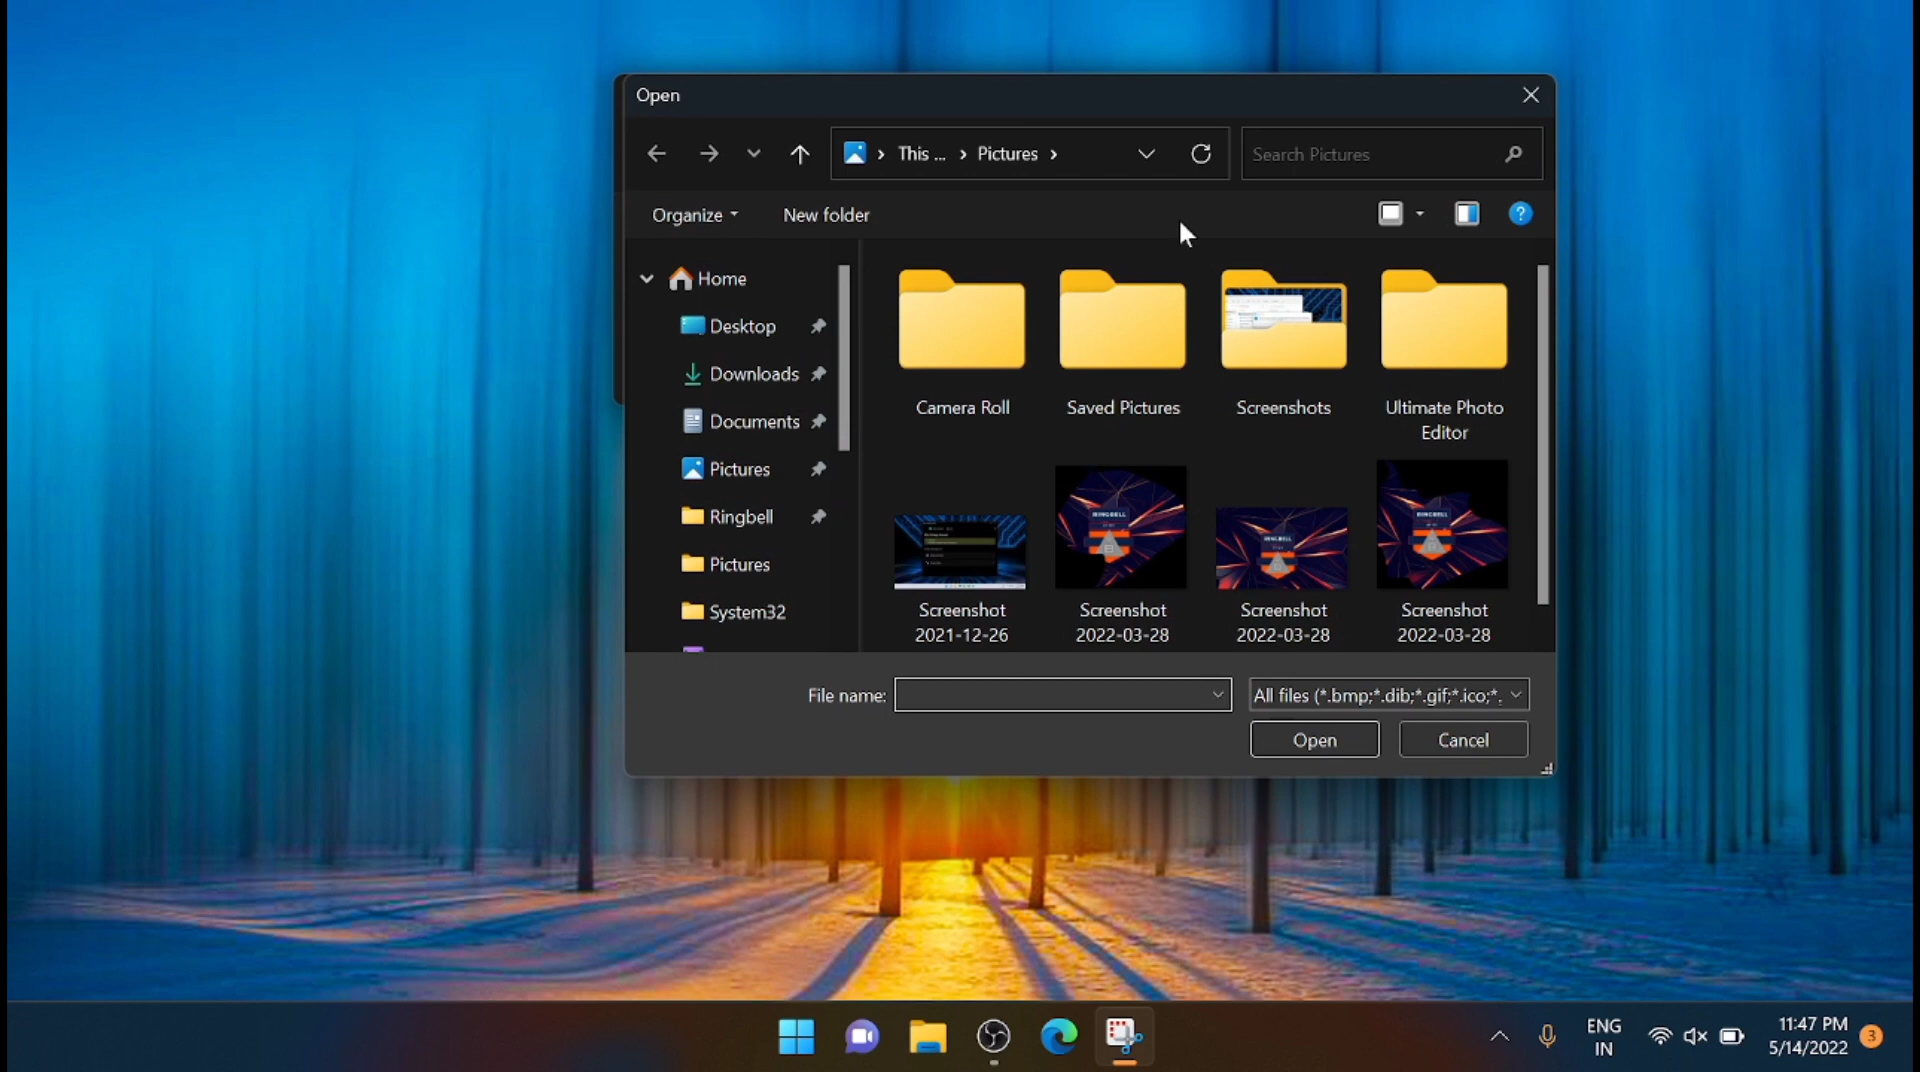 Open
This ...
Pictures
Search Pictures
Organize
New folder
Home
Desktop
Downloads
Documents
Pictures
Ringbell
Pictures
System32
Camera Roll
Saved Pictures
Screenshots
Ultimate Photo
Editor
RINGBELL
RINGBELL
RINGBELL
Screenshot
2021-12-26
Screenshot
2022-03-28
Screenshot
2022-03-28
Screenshot
2022-03-28
File name:
All files (*.bmp;*.dib;*.gif;*.ico;*.
Open
Cancel
ENG
IN
11:47 PM
5/14/2022
3